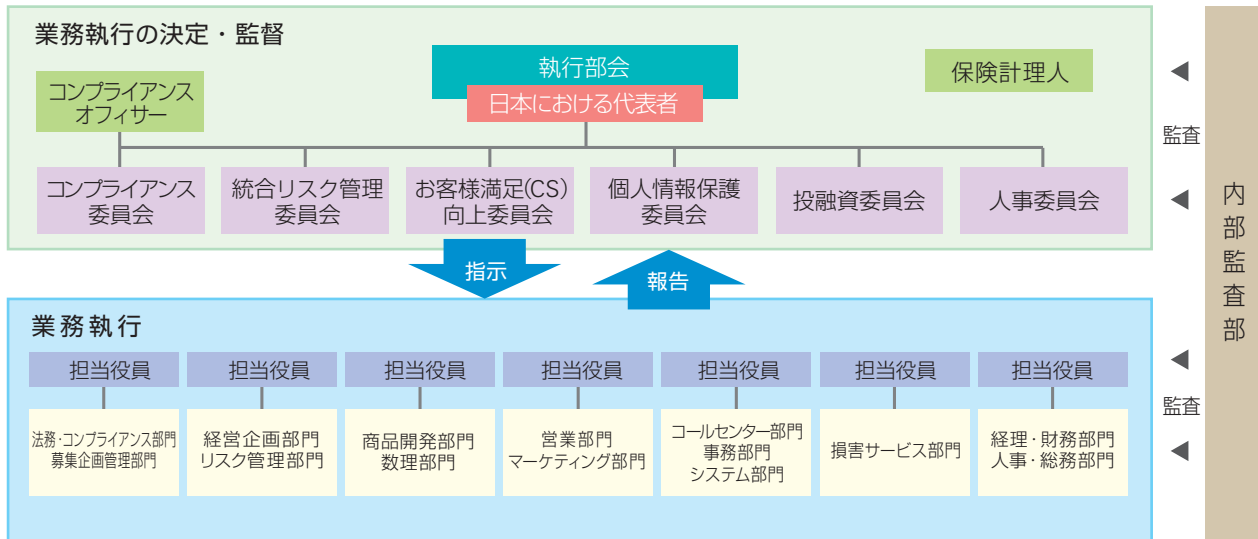 業務執行の決定・監督
執行部会
日本における代表者
保険計理人
コンプライアンス
オフィサー
コンプライアンス
委員会
統合リスク管理
委員会
お客様満足(CS)
向上委員会
個人情報保護
委員会
投融資委員会
人事委員会
指示
報告
業務執行
担当役員
担当役員
担当役員
担当役員
担当役員
担当役員
担当役員
法務・コンプライアンス部門
募集企画管理部門
経営企画部門
リスク管理部門
商品開発部門
数理部門
営業部門
マーケティング部門
コールセンター部門
事務部門
システム部門
損害サービス部門
経理・財務部門
人事・総務部門
◀
監査
◀
◀
監査
◀
内部監査部